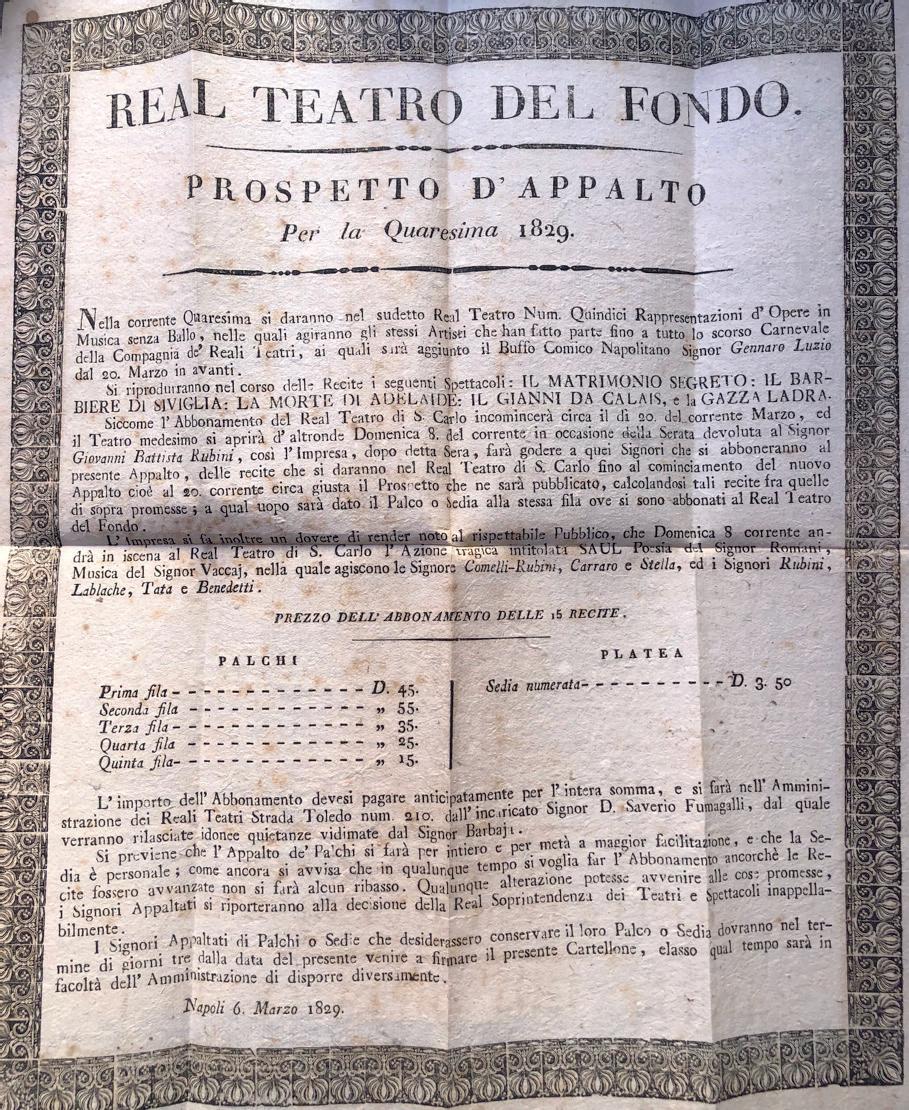 REAL TEATRO DEL FONDO.
PROSPETTO D'APPALTO
Per la Quaresima 1829.
Nella corrente Quaresima si daranno nel sudetto Real Teatro Num. Quindici Rappresentazioni d'Opere in
Musica senza Ballo, nelle quali agiranno gli stessi Artisti che han fatto parte fino a tutto lo scorso Carnevale
della Compagnia de' Reali Teatri, ai quali sarà aggiunto il Buffo Comico Napolitano Signor Gennaro Luzio
dal 20. Marzo in avanti.
Si riprodurranno nel corso delle Recite i seguenti Spettacoli: IL MATRIMONIO SEGRETO: IL BAR-
BIERE DI SIVIGLIA: LA MORTE DI ADELAIDE: IL GIANNI DA CALAIS, e la GAZZA LADRA.
Siccome l'Abbonamento del Real Teatro di S. Carlo incomincerà circa il dì 20. del corrente Marzo, ed
il Teatro medesimo si aprirà d'altronde Domenica 8. del corrente in occasione della Serata devoluta al Signor
Giovanni Battista Rubini, così l'Impresa, dopo detta Sera, farà godere a quei Signori che si abboneranno al
presente Appalto, delle recite che si daranno nel Real Teatro di S. Carlo fino al cominciamento del nuovo
Appalto cioè al 20. corrente circa giusta il Prospetto che ne sarà pubblicato, calcolandosi tali recite fra quelle
di sopra promesse; a qual uopo sarà dato il Palco o Sedia alla stessa fila ove si sono abbonati al Real Teatro
del Fondo.
L'Impresa si fa inoltre un dovere di render noto al rispettabile Pubblico, che Domenica 8 corrente an-
drà in iscena al Real Teatro di S. Carlo l'Azione tragica intitolata SAUL Poesia del Signor Romani,
Musica del Signor Vaccaj, nella quale agiscono le Signore Comelli-Rubini, Carraro e Stella, ed i Signori Rubini,
Lablache, Tata e Benedetti.
PREZZO DELL'ABBONAMENTO DELLE 15 RECITE.
PALCHI
Prima fila - - - - - - - - - - - - - D. 45.
Seconda fila - - - - - - - - - - - - „ 55.
Terza fila - - - - - - - - - - - - - „ 35.
Quarta fila - - - - - - - - - - - - „ 25.
Quinta fila - - - - - - - - - - - - „ 15.
PLATEA
Sedia numerata - - - - - - - - - - D. 3. 50
L'importo dell'Abbonamento devesi pagare anticipatamente per l'intera somma, e si farà nell'Ammini-
strazione dei Reali Teatri Strada Toledo num. 210. dall'incaricato Signor D. Saverio Fumagalli, dal quale
verranno rilasciate idonee quietanze vidimate dal Signor Barbaja.
Si previene che l'Appalto de' Palchi si farà per intiero e per metà a maggior facilitazione, e che la Se-
dia è personale; come ancora si avvisa che in qualunque tempo si voglia far l'Abbonamento ancorchè le Re-
cite fossero avvanzate non si farà alcun ribasso. Qualunque alterazione potesse avvenire alle cose promesse,
i Signori Appaltati si riporteranno alla decisione della Real Soprintendenza dei Teatri e Spettacoli inappella-
bilmente.
I Signori Appaltati di Palchi o Sedie che desiderassero conservare il loro Palco o Sedia dovranno nel ter-
mine di giorni tre dalla data del presente venire a firmare il presente Cartellone, elasso qual tempo sarà in
facoltà dell'Amministrazione di disporre diversamente.
Napoli 6. Marzo 1829.